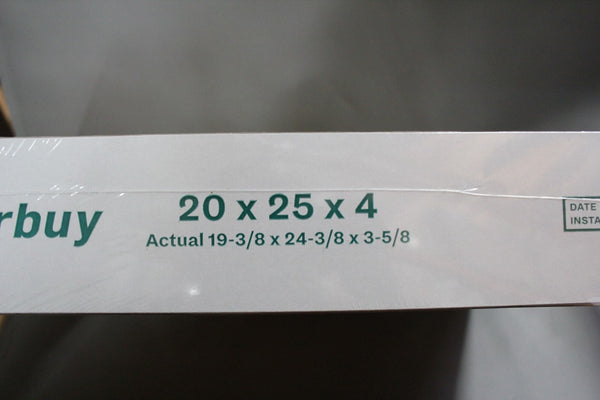 rbuy
20 x 25 x 4
Actual 19-3/8 x 24-3/8 x 3-5/8
DATE
INSTA